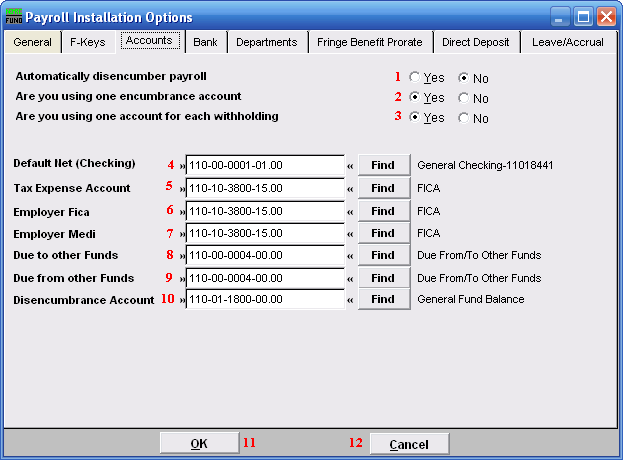 FUND Payroll Installation Options
General F-Keys Accounts Bank Departments Fringe Benefit Prorate Direct Deposit Leave/Accrual
Automatically disencumber payroll 1 Yes No
Are you using one encumbrance account 2 Yes No
Are you using one account for each withholding 3 Yes No
Default Net (Checking) 4 » 110-00-0001-01.00 « Find General Checking-11018441
Tax Expense Account 5 » 110-10-3800-15.00 « Find FICA
Employer Fica 6 » 110-10-3800-15.00 « Find FICA
Employer Medi 7 » 110-10-3800-15.00 « Find FICA
Due to other Funds 8 » 110-00-0004-00.00 « Find Due From/To Other Funds
Due from other Funds 9 » 110-00-0004-00.00 « Find Due From/To Other Funds
Disencumbrance Account 10 » 110-01-1800-00.00 « Find General Fund Balance
OK 11 12 Cancel